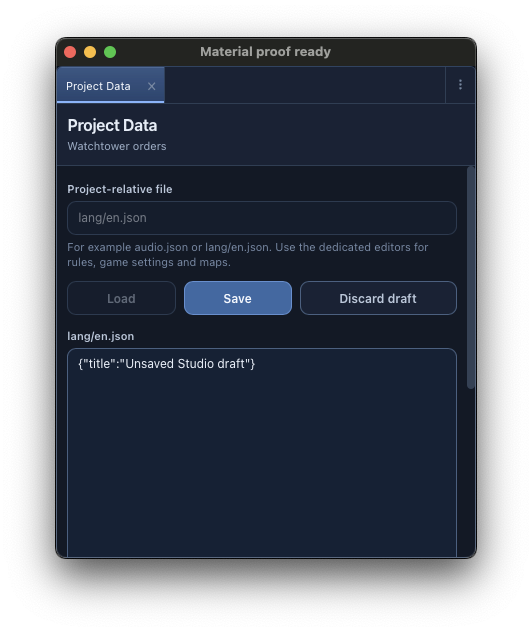 Material proof ready
Project Data
Project Data
Watchtower orders
Project-relative file
lang/en.json
For example audio.json or lang/en.json. Use the dedicated editors for
rules, game settings and maps.
Load
Save
Discard draft
lang/en.json
{"title":"Unsaved Studio draft"}